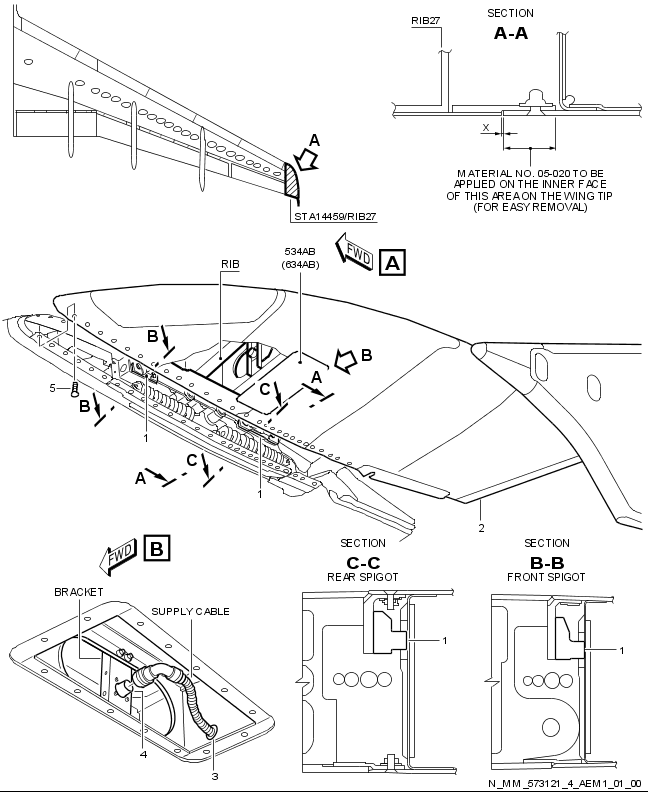 SECTION
A-A
RIB27
X
MATERIAL NO. 05-020 TO BE
APPLIED ON THE INNER FACE
OF THIS AREA ON THE WING TIP
(FOR EASY REMOVAL)
A
STA14459/RIB27
FWD
A
534AB
(634AB)
RIB
B
B
A
C
5
B
1
A
C
1
2
FWD
B
BRACKET
SUPPLY CABLE
4
3
SECTION
C-C
REAR SPIGOT
1
SECTION
B-B
FRONT SPIGOT
1
N_MM_573121_4_AEM1_01_00